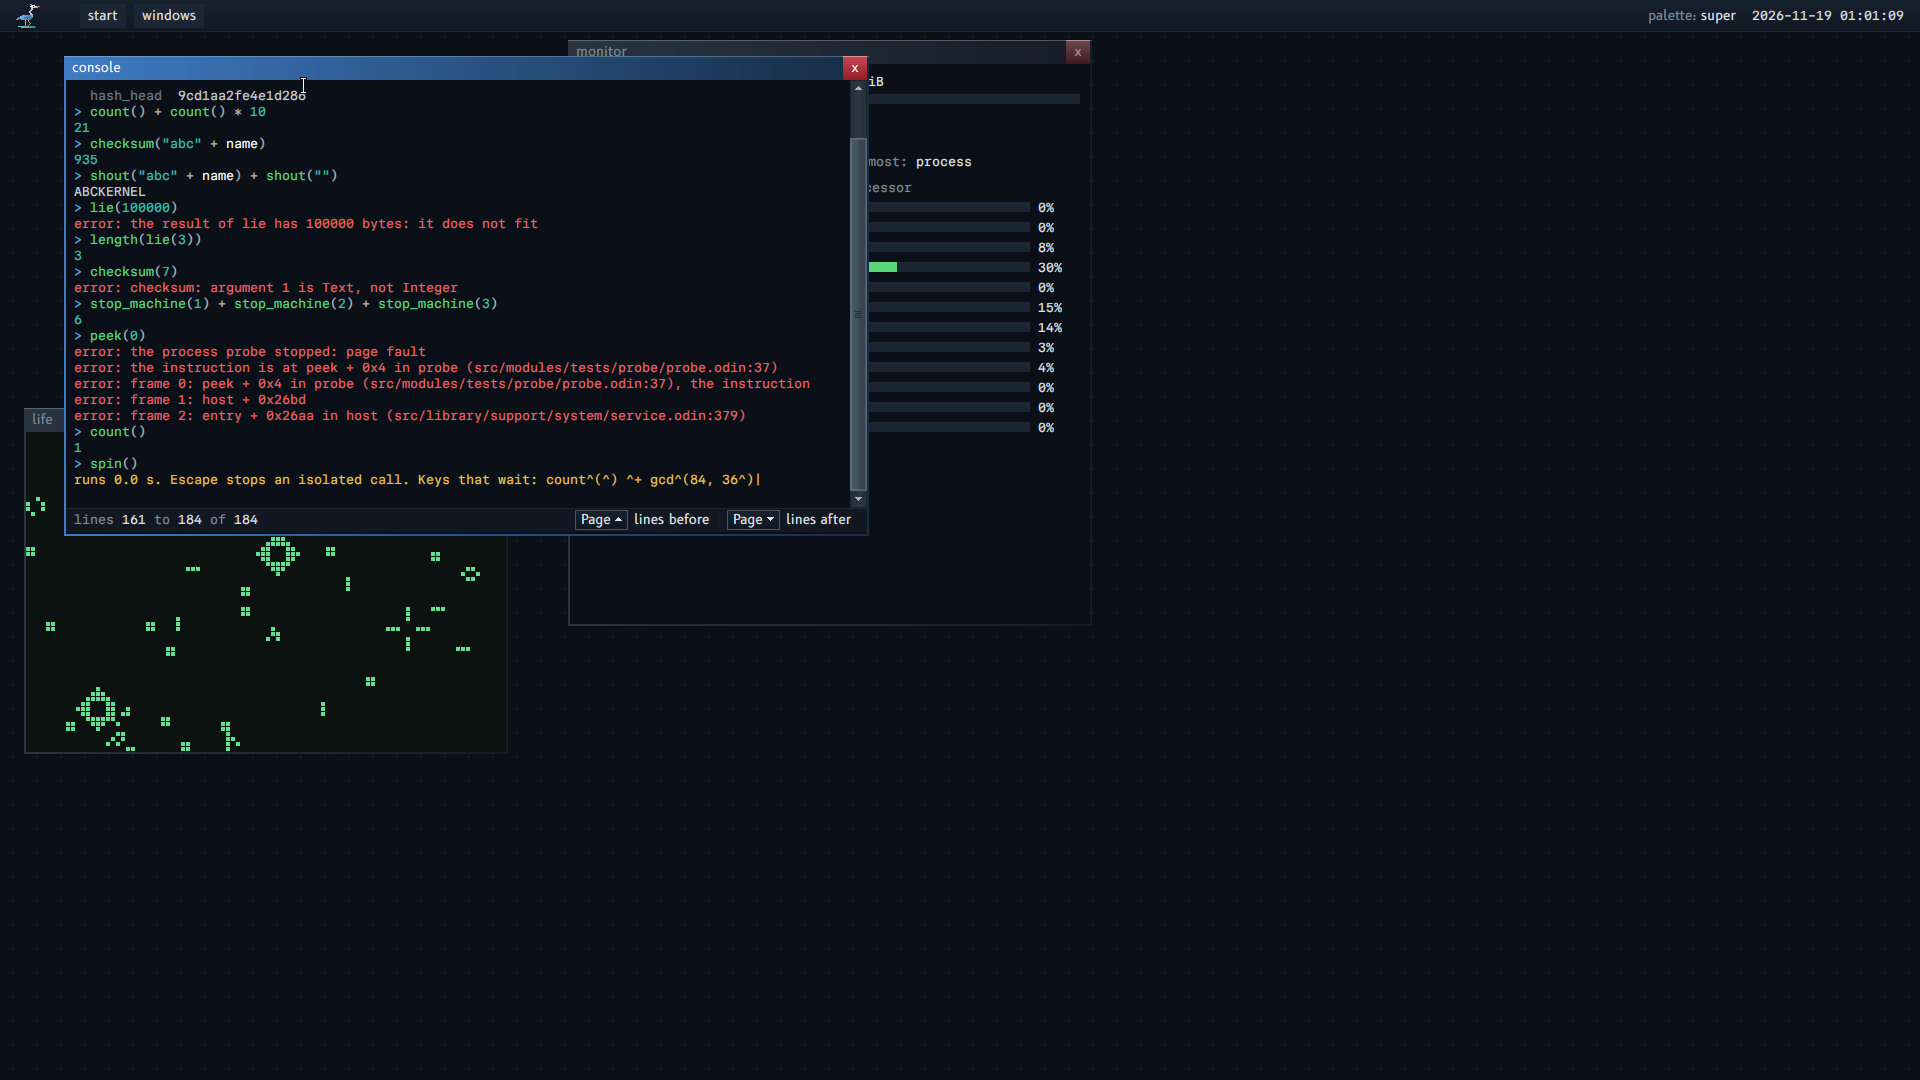 start windows palette: super 2026-11-19 01:01:09
monitor x
console x
iB
hash_head 9cd1aa2fe4e1d286
> count() + count() * 10
21
> checksum("abc" + name)
935
> shout("abc" + name) + shout("")
ABCKERNEL
> lie(100000)
error: the result of lie has 100000 bytes: it does not fit
> length(lie(3))
3
> checksum(7)
error: checksum: argument 1 is Text, not Integer
> stop_machine(1) + stop_machine(2) + stop_machine(3)
6
> peek(0)
error: the process probe stopped: page fault
error: the instruction is at peek + 0x4 in probe (src/modules/tests/probe/probe.odin:37)
error: frame 0: peek + 0x4 in probe (src/modules/tests/probe/probe.odin:37), the instruction
error: frame 1: host + 0x26bd
error: frame 2: entry + 0x26aa in host (src/library/support/system/service.odin:379)
> count()
1
> spin()
runs 0.0 s. Escape stops an isolated call. Keys that wait: count^(^) ^+ gcd^(84, 36^)|
lines 161 to 184 of 184 Page lines before Page lines after
most: process
cessor
0%
0%
8%
30%
0%
15%
14%
3%
4%
0%
0%
0%
life